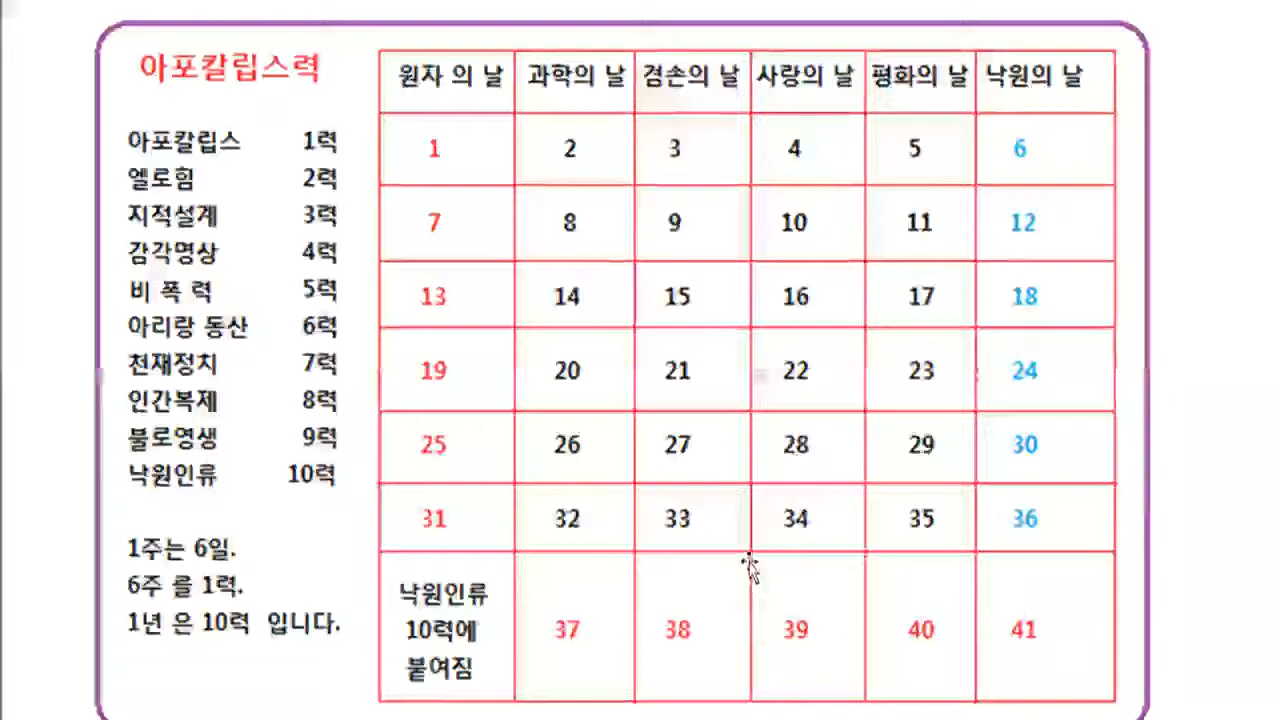 아포칼립스력
아포칼립스 1력
엘로힘 2력
지적설계 3력
감각명상 4력
비 폭 력 5력
아리랑 동산 6력
천재정치 7력
인간복제 8력
불로영생 9력
낙원인류 10력
1주는 6일.
6주 를 1력.
1년 은 10력 입니다.
원자 의 날 과학의 날 겸손의 날 사랑의 날 평화의 날 낙원의 날
1 2 3 4 5 6
7 8 9 10 11 12
13 14 15 16 17 18
19 20 21 22 23 24
25 26 27 28 29 30
31 32 33 34 35 36
낙원인류
10력에
붙여짐
37 38 39 40 41